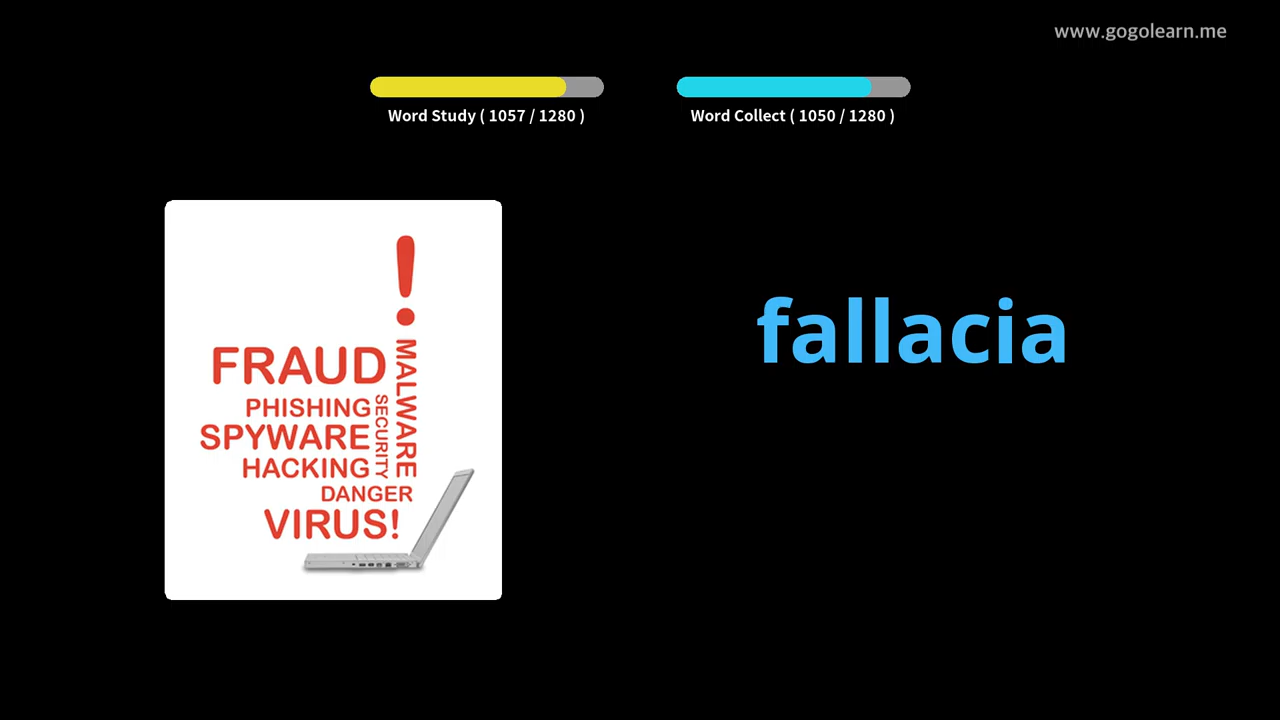 www.gogolearn.me
Word Study ( 1057 / 1280 )
Word Collect ( 1050 / 1280 )
!
FRAUD
MALWARE
PHISHING
SECURITY
SPYWARE
HACKING
DANGER
VIRUS!
fallacia